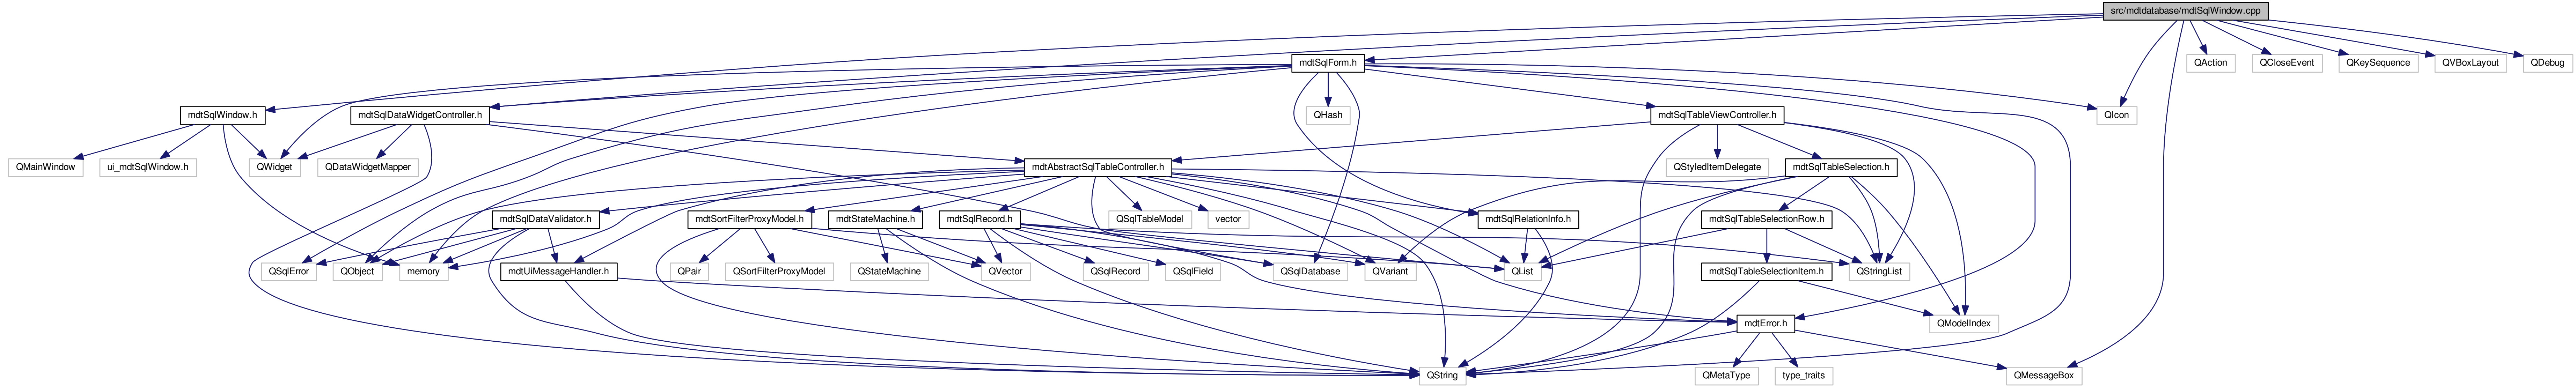 src/mdtdatabase/mdtSqlWindow.cpp
mdtSqlForm.h
QAction
QCloseEvent
QKeySequence
QVBoxLayout
QDebug
mdtSqlWindow.h
mdtSqlDataWidgetController.h
QHash
mdtSqlTableViewController.h
QIcon
QMainWindow
ui_mdtSqlWindow.h
QWidget
QDataWidgetMapper
mdtAbstractSqlTableController.h
QStyledItemDelegate
mdtSqlTableSelection.h
mdtSqlDataValidator.h
mdtSortFilterProxyModel.h
mdtStateMachine.h
mdtSqlRecord.h
QSqlTableModel
vector
mdtSqlRelationInfo.h
mdtSqlTableSelectionRow.h
QSqlError
QObject
memory
mdtUiMessageHandler.h
QPair
QSortFilterProxyModel
QStateMachine
QVector
QSqlRecord
QSqlField
QSqlDatabase
QVariant
QList
mdtSqlTableSelectionItem.h
QStringList
mdtError.h
QModelIndex
QString
QMetaType
type_traits
QMessageBox